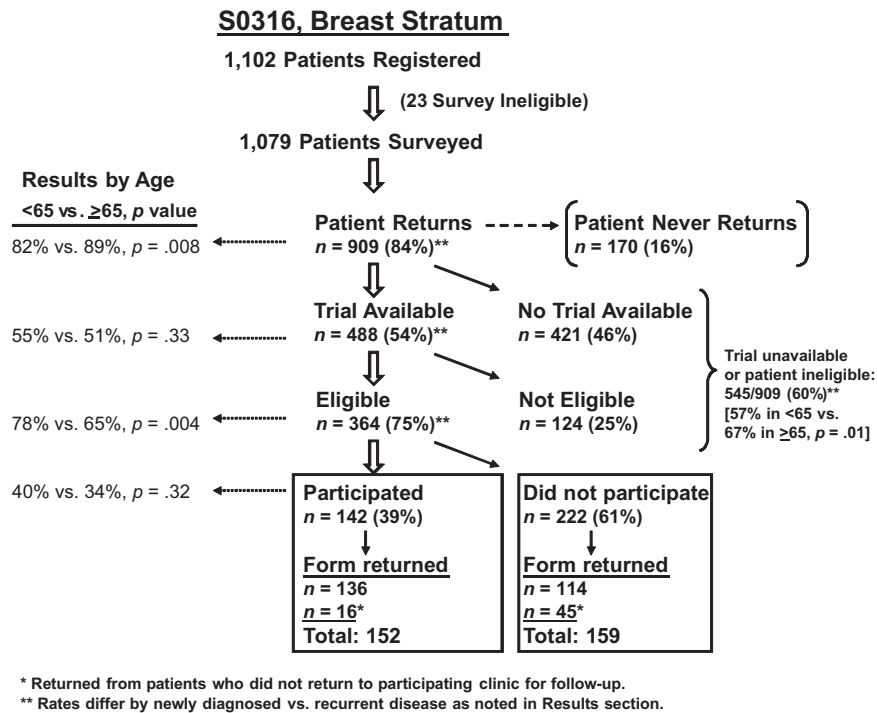 S0316, Breast Stratum
1,102 Patients Registered
(23 Survey Ineligible)
1,079 Patients Surveyed
Results by Age
<65 vs. ≥65, p value
Patient Returns
n = 909 (84%)**
Patient Never Returns
n = 170 (16%)
82% vs. 89%, p = .008
Trial Available
n = 488 (54%)**
No Trial Available
n = 421 (46%)
55% vs. 51%, p = .33
Trial unavailable
or patient ineligible:
545/909 (60%)**
[57% in <65 vs.
67% in ≥65, p = .01]
Eligible
n = 364 (75%)**
Not Eligible
n = 124 (25%)
78% vs. 65%, p = .004
40% vs. 34%, p = .32
Participated
n = 142 (39%)
Form returned
n = 136
n = 16*
Total: 152
Did not participate
n = 222 (61%)
Form returned
n = 114
n = 45*
Total: 159
* Returned from patients who did not return to participating clinic for follow-up.
** Rates differ by newly diagnosed vs. recurrent disease as noted in Results section.